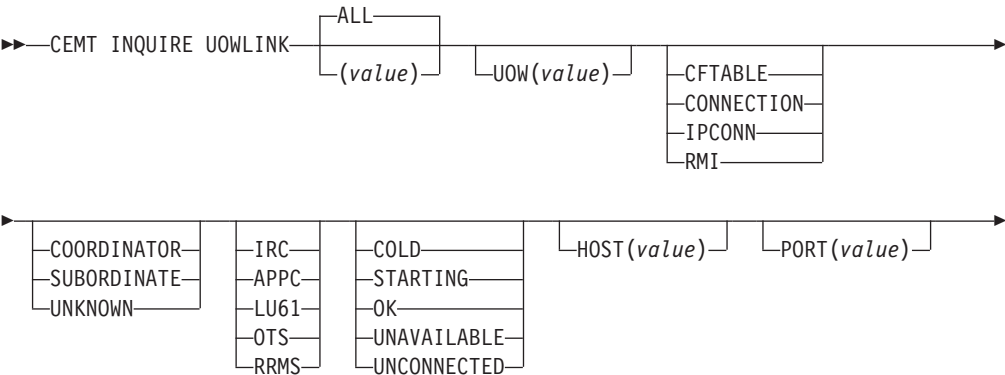 ALL
CEMT INQUIRE UOWLINK
(value)
UOW(value)
CFTABLE
CONNECTION
IPCONN
RMI
COORDINATOR
SUBORDINATE
UNKNOWN
IRC
APPC
LU61
OTS
RRMS
COLD
STARTING
OK
UNAVAILABLE
UNCONNECTED
HOST(value)
PORT(value)